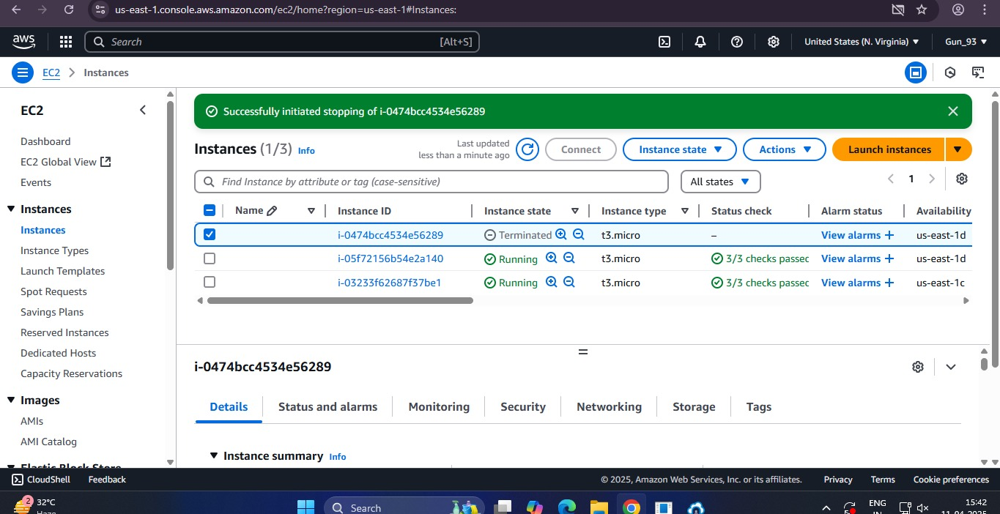 us-east-1.console.aws.amazon.com/ec2/home?region=us-east-1#Instances:
aws
Search [Alt+S]
United States (N. Virginia) ▼ Gun_93 ▼
EC2 > Instances
EC2
Dashboard
EC2 Global View
Events
Instances
Instances
Instance Types
Launch Templates
Spot Requests
Savings Plans
Reserved Instances
Dedicated Hosts
Capacity Reservations
Images
AMIs
AMI Catalog
Elastic Block Store
Successfully initiated stopping of i-0474bcc4534e56289
Instances (1/3) Info
Last updated
less than a minute ago
Connect Instance state ▼ Actions ▼ Launch instances ▼
Find Instance by attribute or tag (case-sensitive)
All states ▼
< 1 >
Name Instance ID Instance state Instance type Status check Alarm status Availability
i-0474bcc4534e56289 Terminated t3.micro – View alarms + us-east-1d
i-05f72156b54e2a140 Running t3.micro 3/3 checks passed View alarms + us-east-1d
i-03233f62687f37be1 Running t3.micro 3/3 checks passed View alarms + us-east-1c
i-0474bcc4534e56289
Details Status and alarms Monitoring Security Networking Storage Tags
Instance summary Info
CloudShell Feedback
© 2025, Amazon Web Services, Inc. or its affiliates. Privacy Terms Cookie preferences
2
32°C
Haze
Search
ENG
IN
15:42
11-04-2025